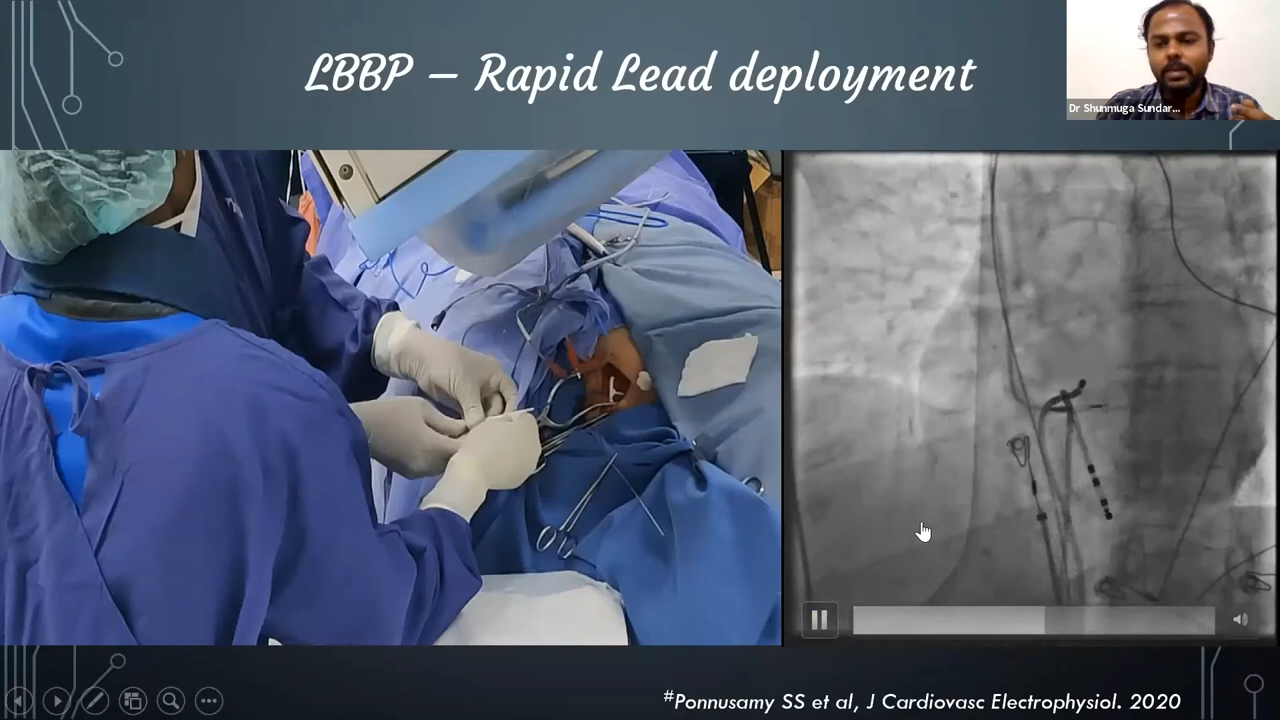 LBBP – Rapid Lead deployment
Dr Shunmuga Sundar...
#Ponnusamy SS et al, J Cardiovasc Electrophysiol. 2020